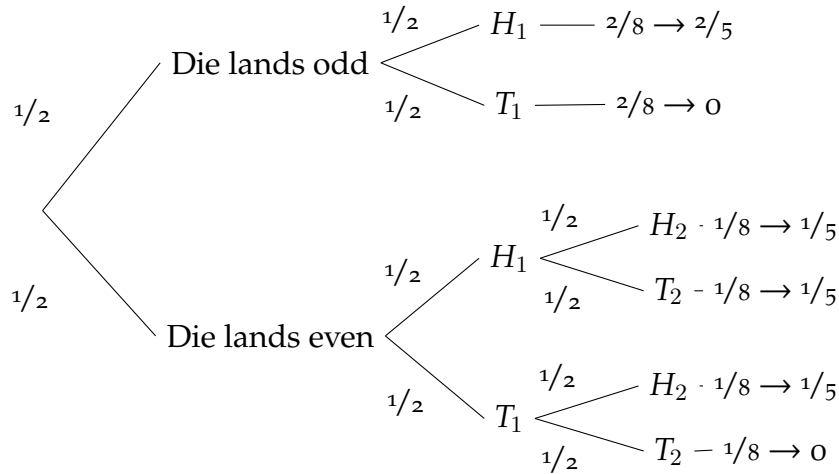 1/2 H₁ 2/8 → 2/5
Die lands odd
1/2 T₁ 2/8 → 0
1/2
1/2 H₂ 1/8 → 1/5
1/2 H₁
1/2 T₂ 1/8 → 1/5
1/2
Die lands even
1/2 H₂ 1/8 → 1/5
1/2 T₁
1/2 T₂ 1/8 → 0